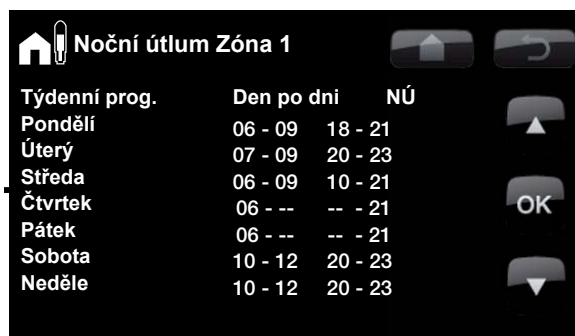 Noční útlum Zóna 1
Týdenní prog. Den po dni NÚ
Pondělí 06 - 09 18 - 21
Úterý 07 - 09 20 - 23
Středa 06 - 09 10 - 21
Čtvrtek 06 - -- -- - 21
Pátek 06 - -- -- - 21
Sobota 10 - 12 20 - 23
Neděle 10 - 12 20 - 23
OK